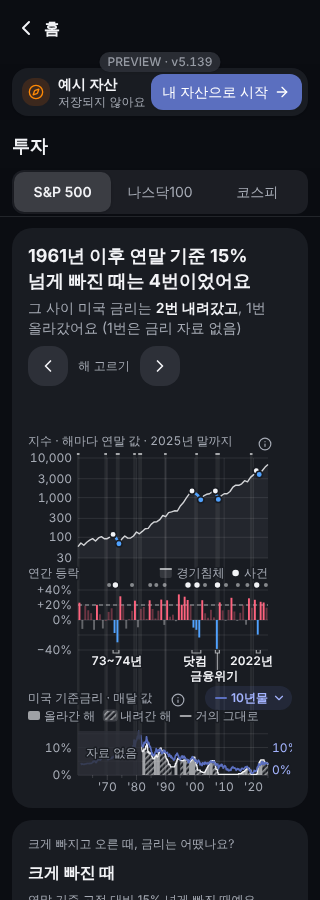 홈
PREVIEW · v5.139
예시 자산
저장되지 않아요
내 자산으로 시작
투자
S&P 500
나스닥100
코스피
1961년 이후 연말 기준 15%
넘게 빠진 때는 4번이었어요
그 사이 미국 금리는 2번 내려갔고, 1번
올라갔어요 (1번은 금리 자료 없음)
해 고르기
지수 · 해마다 연말 값 · 2025년 말까지
10,000
3,000
1,000
300
100
30
연간 등락
경기침체
사건
+40%
+20%
0%
−40%
73~74년
닷컴
2022년
금융위기
미국 기준금리 · 매달 값
10년물
올라간 해
내려간 해
거의 그대로
10%
0%
자료 없음
10%
0%
'70
'80
'90
'00
'10
'20
크게 빠지고 오른 때, 금리는 어땠나요?
크게 빠진 때